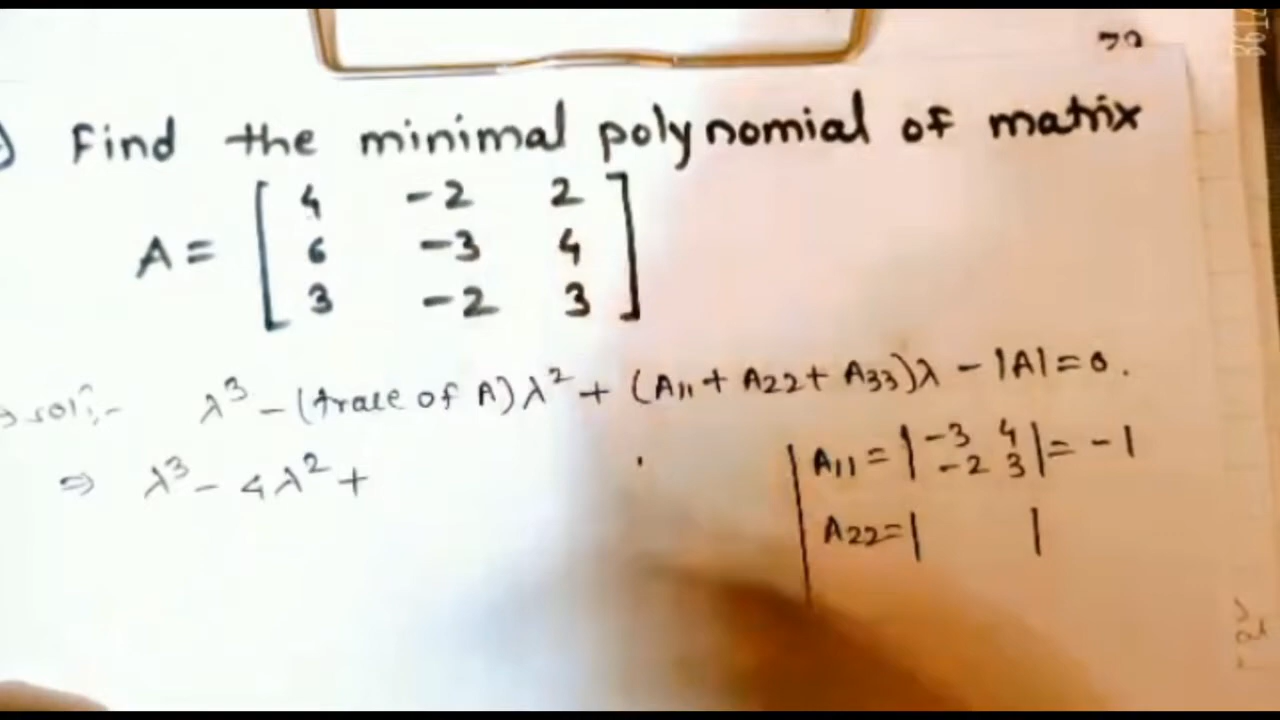 Find the minimal polynomial of matrix
A = [ 4 -2 2
6 -3 4
3 -2 3 ]
sol:- λ³ - (trace of A)λ² + (A11 + A22 + A33)λ - |A| = 0.
⇒ λ³ - 4λ² +
A11 = | -3 4
-2 3 | = -1
A22 = | |